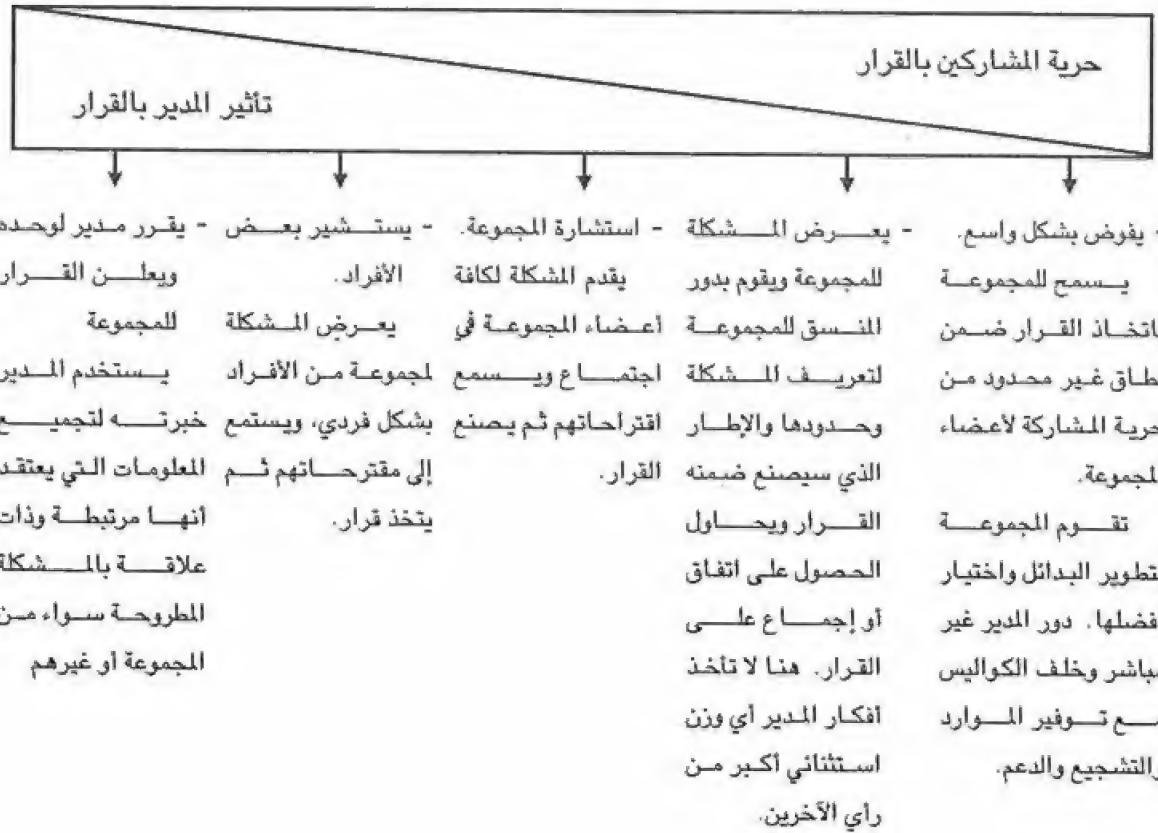 حرية المشاركين بالقرار
تأثير المدير بالقرار
- يفوض بشكل واسع.
يسمح للمجموعة
باتخاذ القرار ضمن
نطاق غير محدود من
حرية المشاركة لأعضاء
المجموعة.
تقوم المجموعة
بتطوير البدائل واختيار
أفضلها. دور المدير غير
مباشر وخلف الكواليس
مع توفير الموارد
والتشجيع والدعم.
- يعرض المشكلة
للمجموعة ويقوم بدور
المنسق للمجموعة
لتعريف المشكلة
وحدودها والإطار
الذي سيصنع ضمنه
القرار ويحاول
الحصول على اتفاق
أو إجماع على
القرار. هنا لا تأخذ
أفكار المدير أي وزن
استثنائي أكبر من
رأي الآخرين.
- استشارة المجموعة.
يقدم المشكلة لكافة
أعضاء المجموعة في
اجتماع ويسمع
اقتراحاتهم ثم يصنع
القرار.
- يستشير بعض
الأفراد.
يعرض المشكلة
لمجموعة من الأفراد
بشكل فردي، ويستمع
إلى مقترحاتهم ثم
يتخذ قرار.
- يقرر مدير لوحده
ويعلن القرار
للمجموعة
يستخدم المدير
خبرته لتجميع
المعلومات التي يعتقد
أنها مرتبطة وذات
علاقة بالمشكلة
المطروحة سواء من
المجموعة أو غيرهم